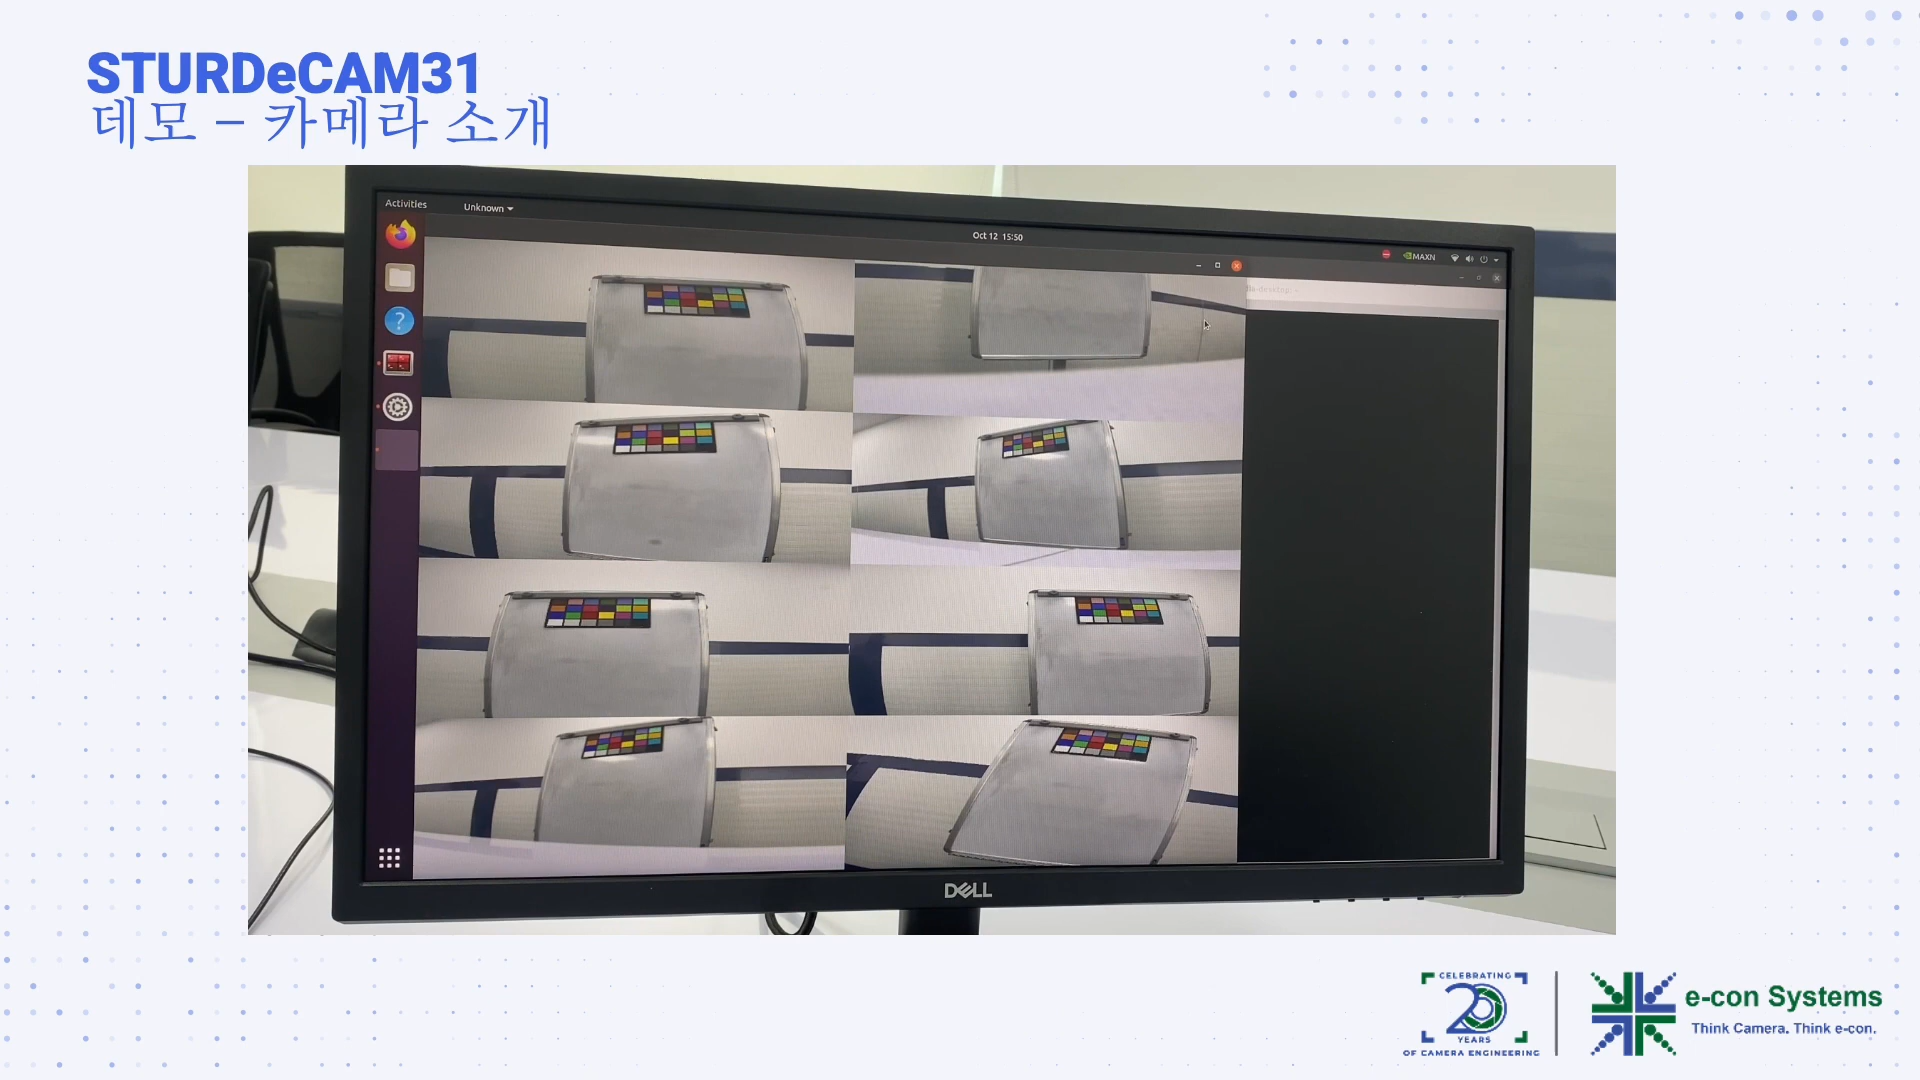 STURDeCAM31
데모 – 카메라 소개
Activities
Unknown
Oct 12 15:50
MAXN
DELL
CELEBRATING
20
YEARS
OF CAMERA ENGINEERING
e-con Systems
Think Camera. Think e-con.